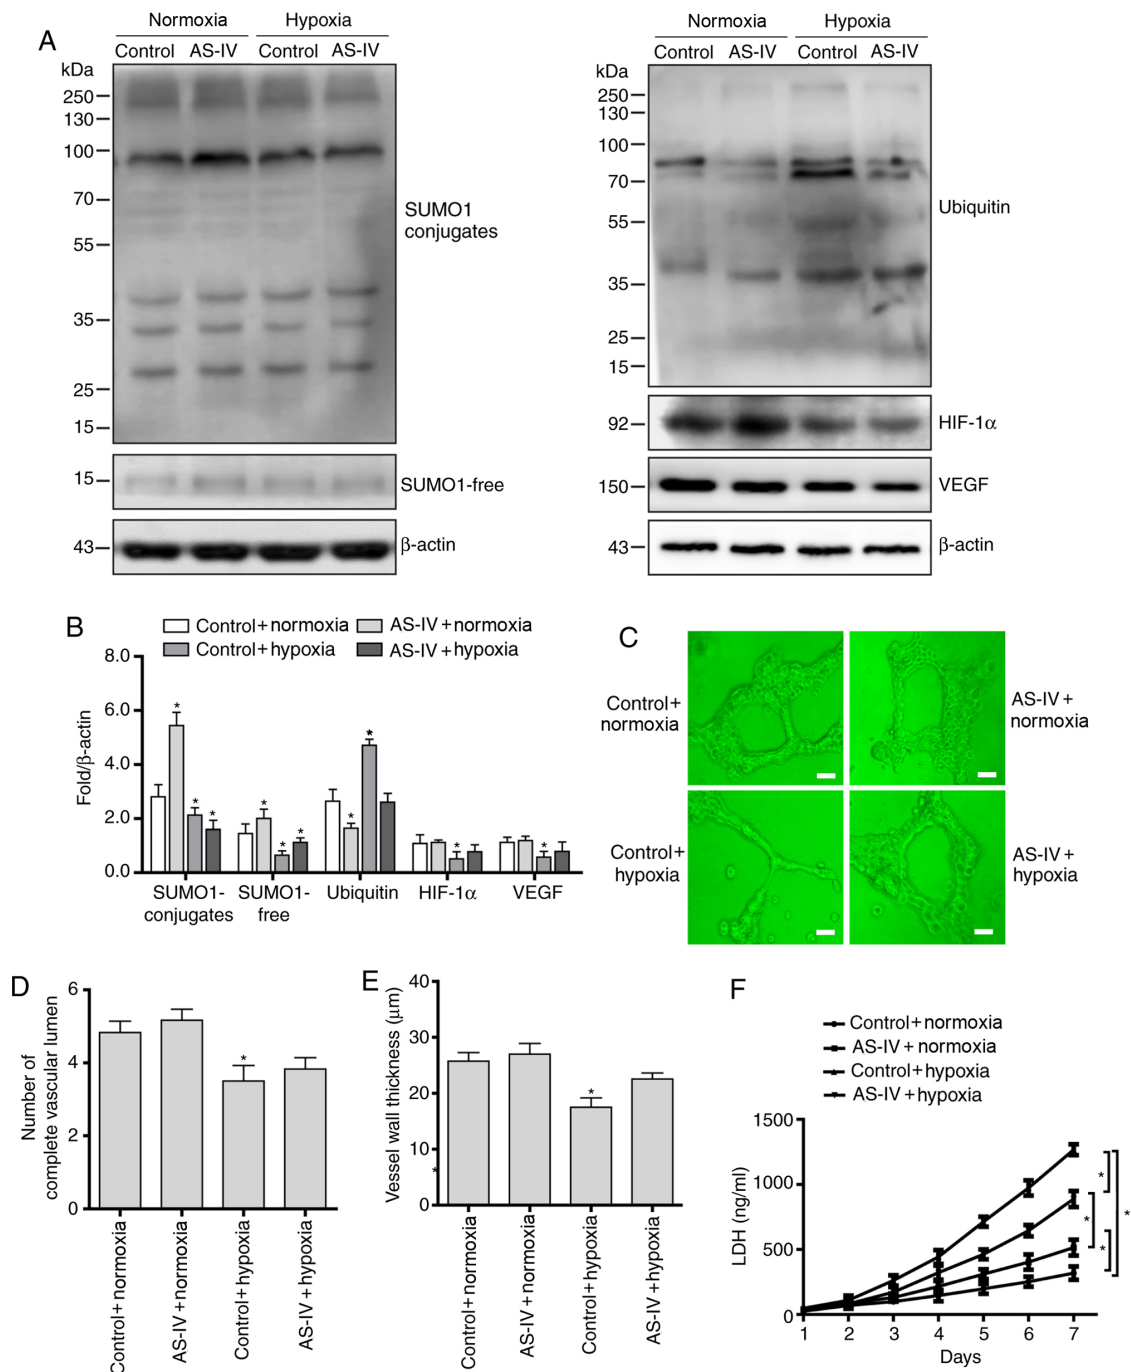 A
Normoxia Hypoxia
Control AS-IV Control AS-IV
kDa
250
130
100
70
55
35
25
15
SUMO1
conjugates
15
SUMO1-free
43
β-actin
Normoxia Hypoxia
Control AS-IV Control AS-IV
kDa
250
130
100
70
55
35
25
15
Ubiquitin
92
HIF-1α
150
VEGF
43
β-actin
B
Control+normoxia AS-IV+normoxia
Control+hypoxia AS-IV+hypoxia
Fold/β-actin
8.0
6.0
4.0
2.0
0.0
* * * * * * * * * *
SUMO1-
conjugates
SUMO1-
free
Ubiquitin
HIF-1α
VEGF
C
Control+
normoxia
AS-IV+
normoxia
Control+
hypoxia
AS-IV+
hypoxia
D
Number of
complete vascular lumen
6
4
2
0
*
Control+normoxia
AS-IV+normoxia
Control+hypoxia
AS-IV+hypoxia
E
Vessel wall thickness (μm)
40
30
20
10
0
*
*
Control+normoxia
AS-IV+normoxia
Control+hypoxia
AS-IV+hypoxia
F
Control+normoxia
AS-IV+normoxia
Control+hypoxia
AS-IV+hypoxia
LDH (ng/ml)
1500
1000
500
0
1 2 3 4 5 6 7
Days
* * * *